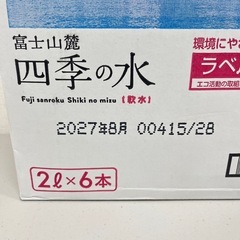 富士山麓
四季の水
Fuji sanroku Shiki no mizu【軟水】
環境にや
ラベ
エコ活動の取組
2027年8月 00415/28
2ℓ×6本